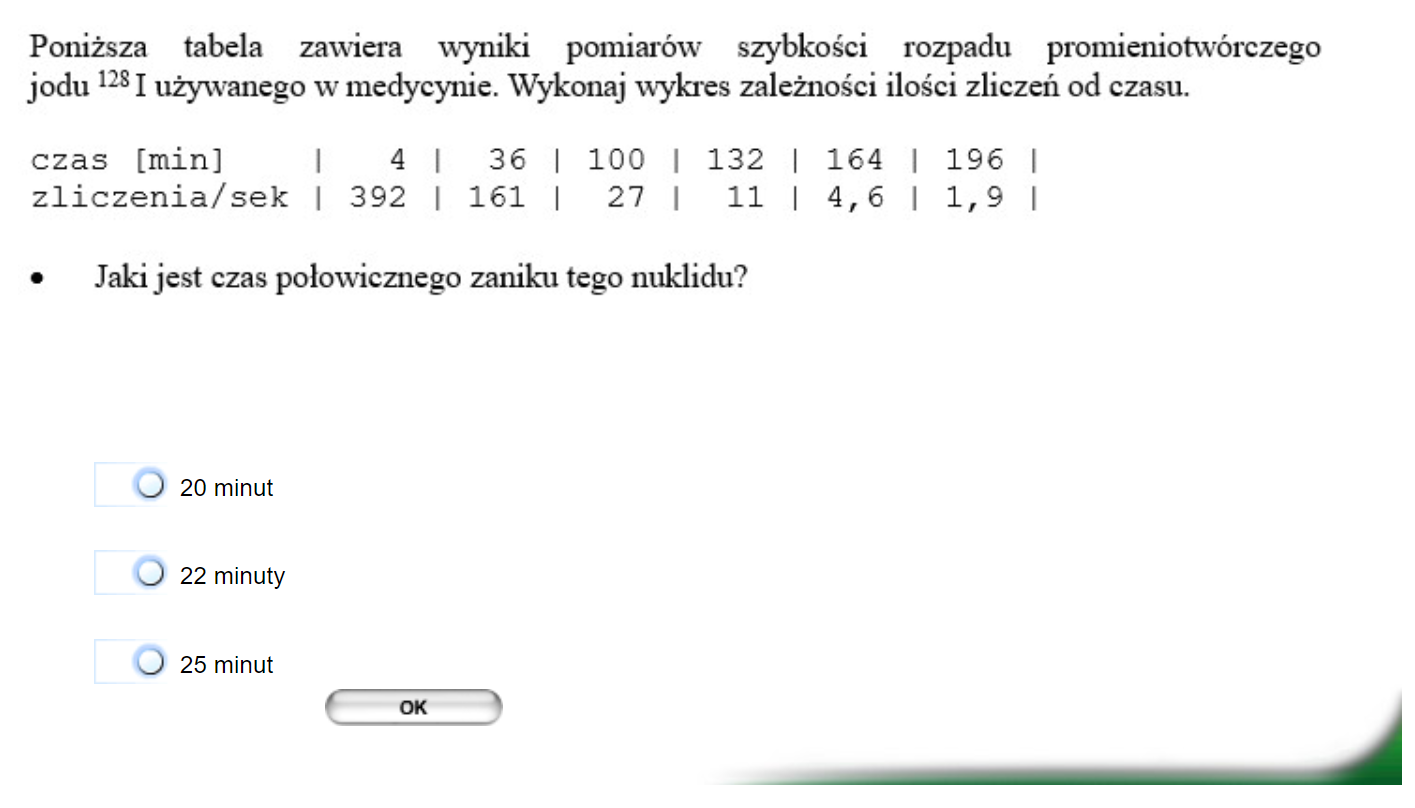 Poniższa tabela zawiera wyniki pomiarów szybkości rozpadu promieniotwórczego
jodu ¹²⁸I używanego w medycynie. Wykonaj wykres zależności ilości zliczeń od czasu.
czas [min] | 4 | 36 | 100 | 132 | 164 | 196 |
zliczenia/sek | 392 | 161 | 27 | 11 | 4,6 | 1,9 |
• Jaki jest czas połowicznego zaniku tego nuklidu?
20 minut
22 minuty
25 minut
OK